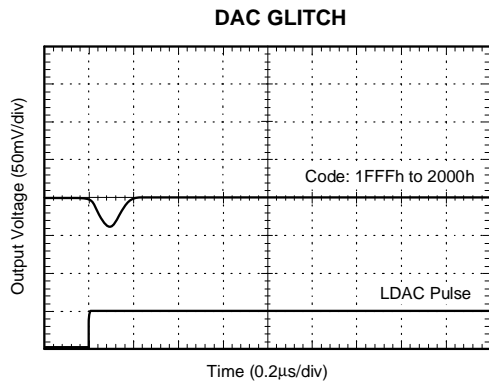 DAC GLITCH
Output Voltage (50mV/div)
Code: 1FFFh to 2000h
LDAC Pulse
Time (0.2µs/div)